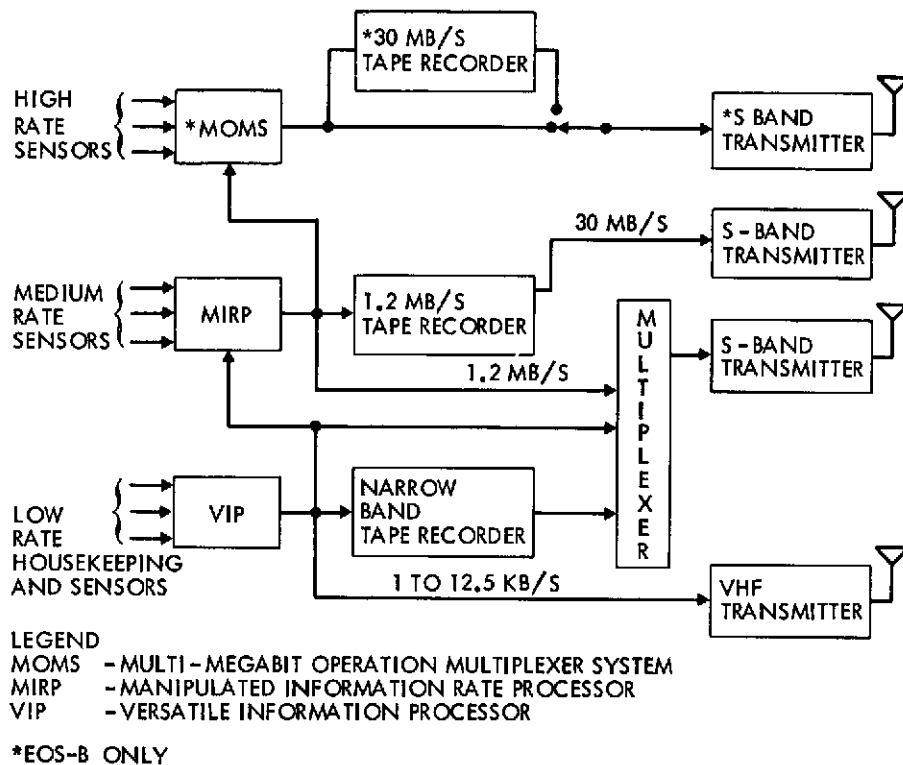 *30 MB/S
TAPE RECORDER
HIGH
RATE
SENSORS
*MOMS
*S BAND
TRANSMITTER
30 MB/S
S-BAND
TRANSMITTER
MEDIUM
RATE
SENSORS
MIRP
1.2 MB/S
TAPE RECORDER
1.2 MB/S
MULTIPLEXER
S-BAND
TRANSMITTER
LOW
RATE
HOUSEKEEPING
AND SENSORS
VIP
NARROW
BAND
TAPE RECORDER
1 TO 12.5 KB/S
VHF
TRANSMITTER
LEGEND
MOMS - MULTI-MEGABIT OPERATION MULTIPLEXER SYSTEM
MIRP - MANIPULATED INFORMATION RATE PROCESSOR
VIP - VERSATILE INFORMATION PROCESSOR
*EOS-B ONLY